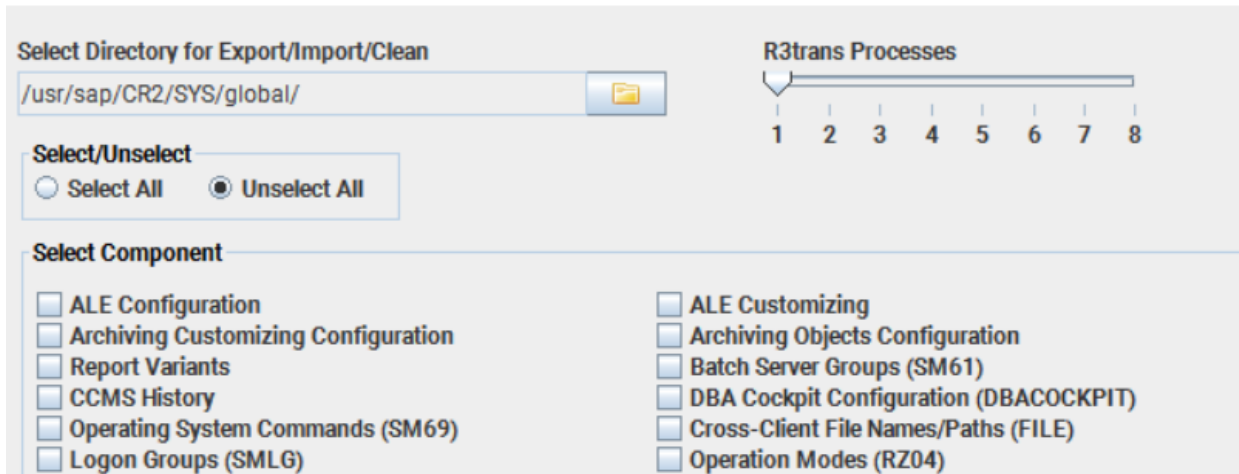 Select Directory for Export/Import/Clean
R3trans Processes
/usr/sap/CR2/SYS/global/
1 2 3 4 5 6 7 8
Select/Unselect
Select All Unselect All
Select Component
ALE Configuration
ALE Customizing
Archiving Customizing Configuration
Archiving Objects Configuration
Report Variants
Batch Server Groups (SM61)
CCMS History
DBA Cockpit Configuration (DBACOCKPIT)
Operating System Commands (SM69)
Cross-Client File Names/Paths (FILE)
Logon Groups (SMLG)
Operation Modes (RZ04)